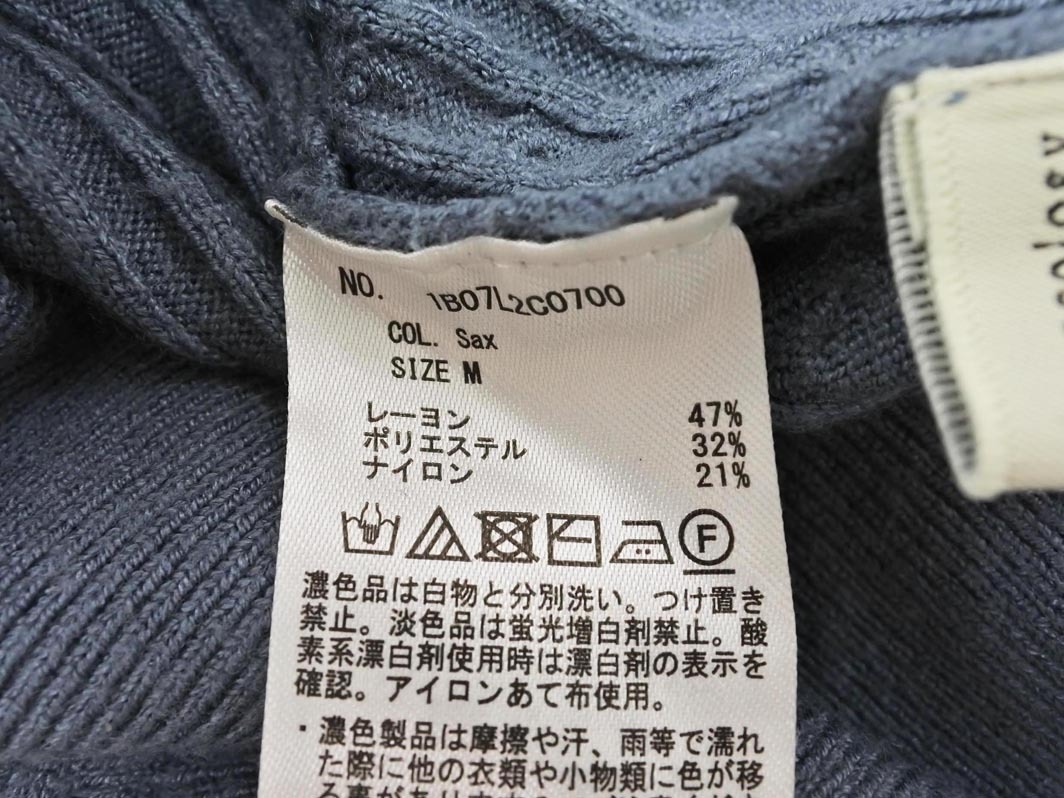 NO. 1B07L2C0700
COL. Sax
SIZE M
レーヨン 47%
ポリエステル 32%
ナイロン 21%
F
濃色品は白物と分別洗い。つけ置き
禁止。淡色品は蛍光増白剤禁止。酸
素系漂白剤使用時は漂白剤の表示を
確認。アイロンあて布使用。
・濃色製品は摩擦や汗、雨等で濡れ
た際に他の衣類や小物類に色が移